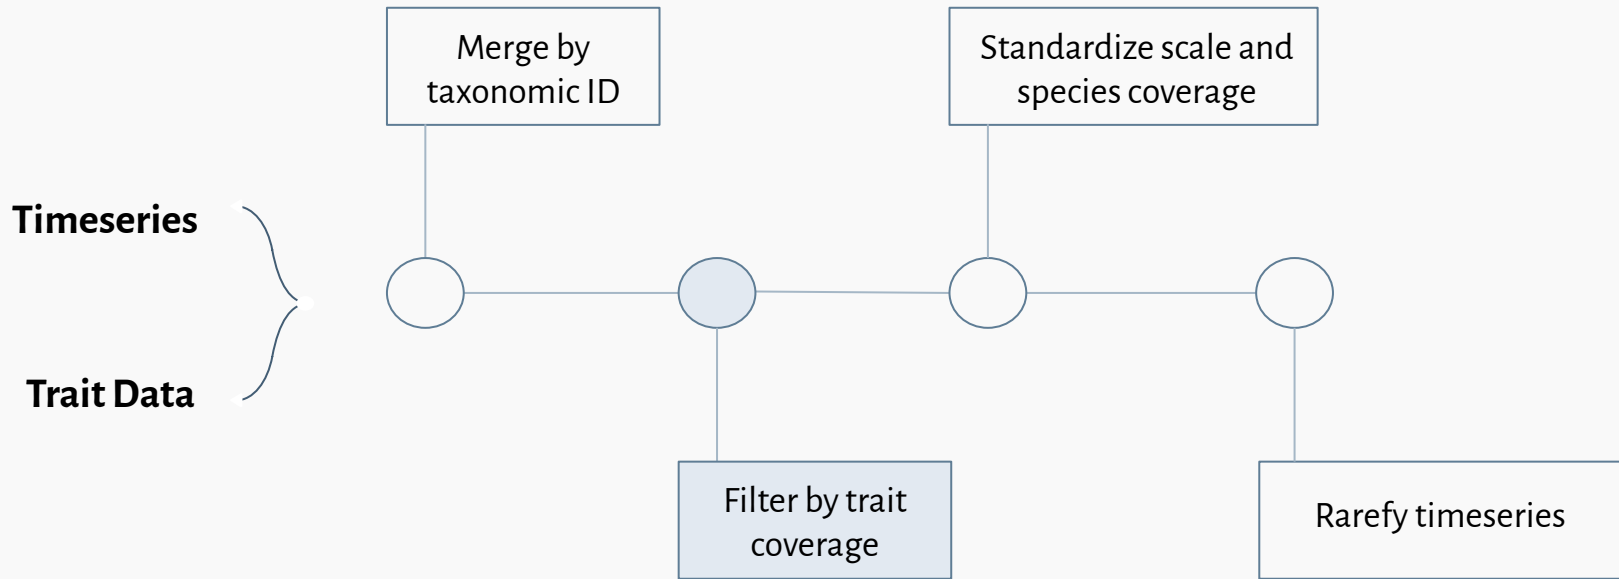 Merge by
taxonomic ID
Standardize scale and
species coverage
Timeseries
Trait Data
Filter by trait
coverage
Rarefy timeseries